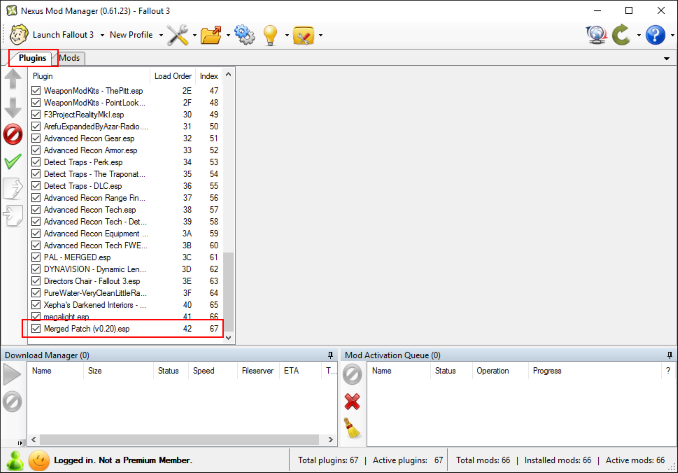 Nexus Mod Manager (0.61.23) - Fallout 3
Launch Fallout 3 New Profile
Plugins Mods
Plugin Load Order Index
WeaponModKits - ThePitt.esp 2E 47
WeaponModKits - PointLook... 2F 48
F3ProjectRealityMkI.esp 30 49
ArefuExpandedByAzar-Radio... 31 50
Advanced Recon Gear.esp 32 51
Advanced Recon Armor.esp 33 52
Detect Traps - Perk.esp 34 53
Detect Traps - The Traponat... 35 54
Detect Traps - DLC.esp 36 55
Advanced Recon Range Fin... 37 56
Advanced Recon Tech.esp 38 57
Advanced Recon Tech - Det... 39 58
Advanced Recon Equipment ... 3A 59
Advanced Recon Tech FWE... 3B 60
PAL - MERGED.esp 3C 61
DYNAVISION - Dynamic Len... 3D 62
Directors Chair - Fallout 3.esp 3E 63
PureWater-VeryCleanLittleRa... 3F 64
Xepha's Darkened Interiors - ... 40 65
megalight.esp 41 66
Merged Patch (v0.20).esp 42 67
Download Manager (0)
Name Size Status Speed Fileserver ETA T...
Mod Activation Queue (0)
Name Status Operation Progress ?
Logged in. Not a Premium Member.
Total plugins: 67 | Active plugins: 67 Total mods: 66 | Installed mods: 66 | Active mods: 66